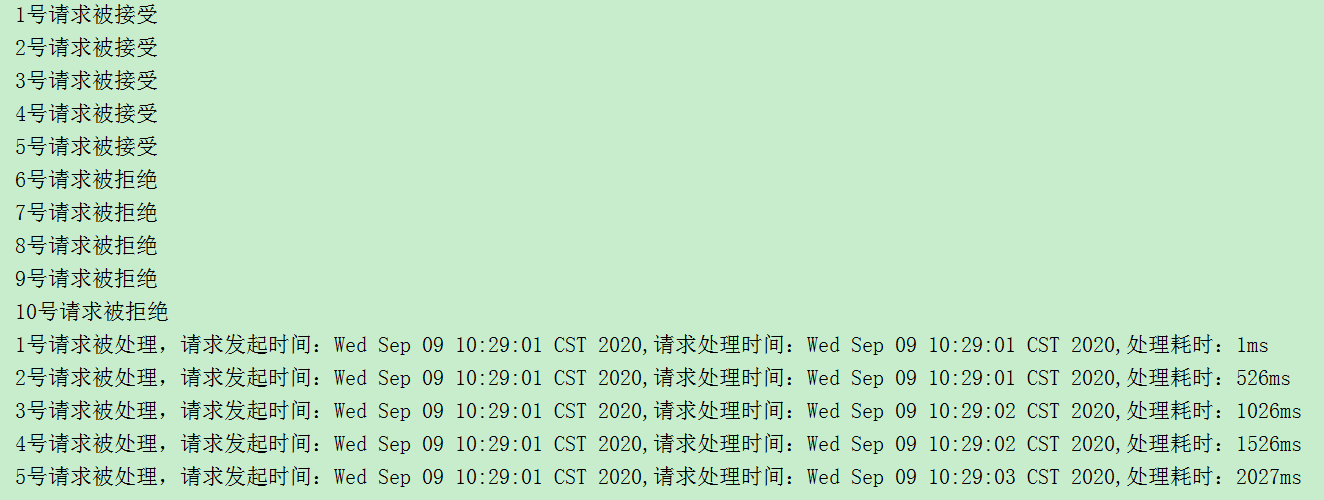 1号请求被接受
2号请求被接受
3号请求被接受
4号请求被接受
5号请求被接受
6号请求被拒绝
7号请求被拒绝
8号请求被拒绝
9号请求被拒绝
10号请求被拒绝
1号请求被处理，请求发起时间：Wed Sep 09 10:29:01 CST 2020,请求处理时间：Wed Sep 09 10:29:01 CST 2020,处理耗时：1ms
2号请求被处理，请求发起时间：Wed Sep 09 10:29:01 CST 2020,请求处理时间：Wed Sep 09 10:29:01 CST 2020,处理耗时：526ms
3号请求被处理，请求发起时间：Wed Sep 09 10:29:01 CST 2020,请求处理时间：Wed Sep 09 10:29:02 CST 2020,处理耗时：1026ms
4号请求被处理，请求发起时间：Wed Sep 09 10:29:01 CST 2020,请求处理时间：Wed Sep 09 10:29:02 CST 2020,处理耗时：1526ms
5号请求被处理，请求发起时间：Wed Sep 09 10:29:01 CST 2020,请求处理时间：Wed Sep 09 10:29:03 CST 2020,处理耗时：2027ms